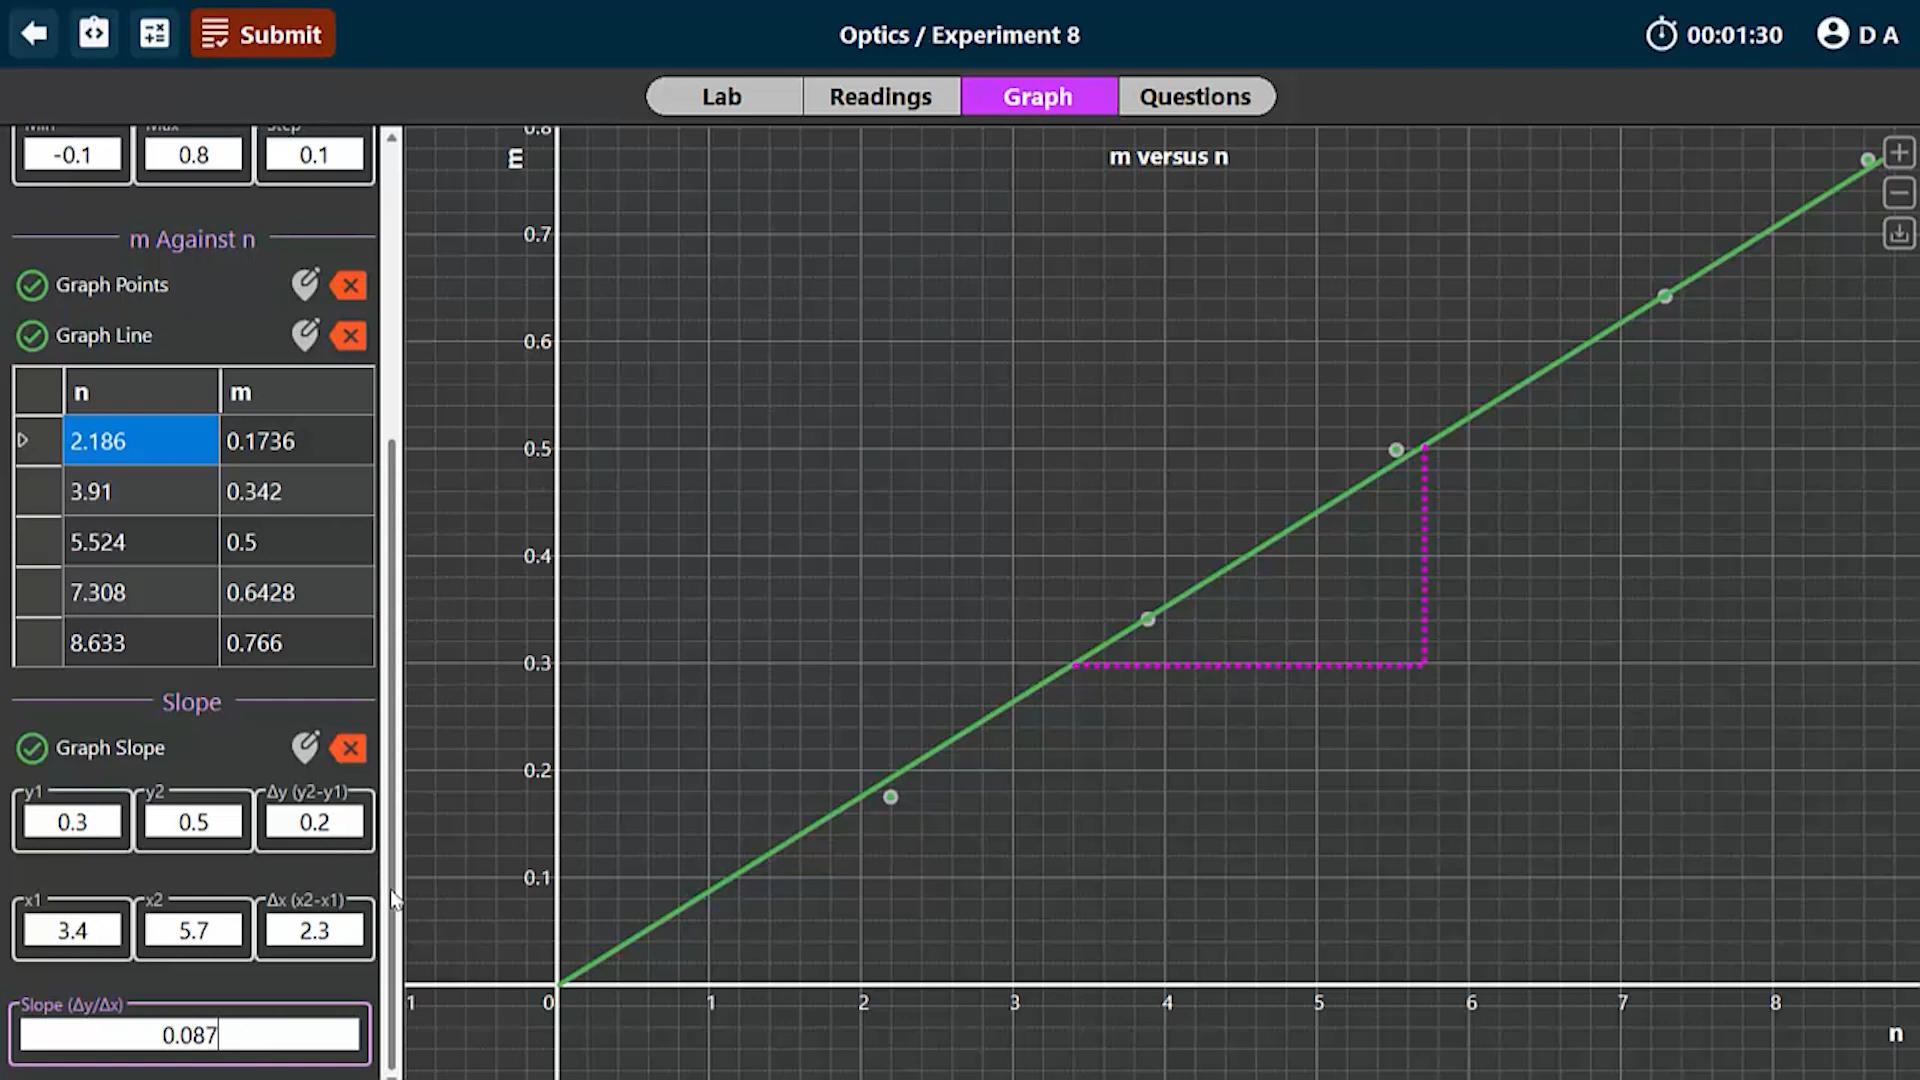 Submit
Optics / Experiment 8
00:01:30
D A
Lab
Readings
Graph
Questions
Min
Max
Step
-0.1
0.8
0.1
m Against n
Graph Points
Graph Line
n
m
2.186
0.1736
3.91
0.342
5.524
0.5
7.308
0.6428
8.633
0.766
Slope
Graph Slope
y1
y2
Δy (y2-y1)
0.3
0.5
0.2
x1
x2
Δx (x2-x1)
3.4
5.7
2.3
Slope (Δy/Δx)
0.087
m versus n
m
0.8
0.7
0.6
0.5
0.4
0.3
0.2
0.1
1
0
1
2
3
4
5
6
7
8
n